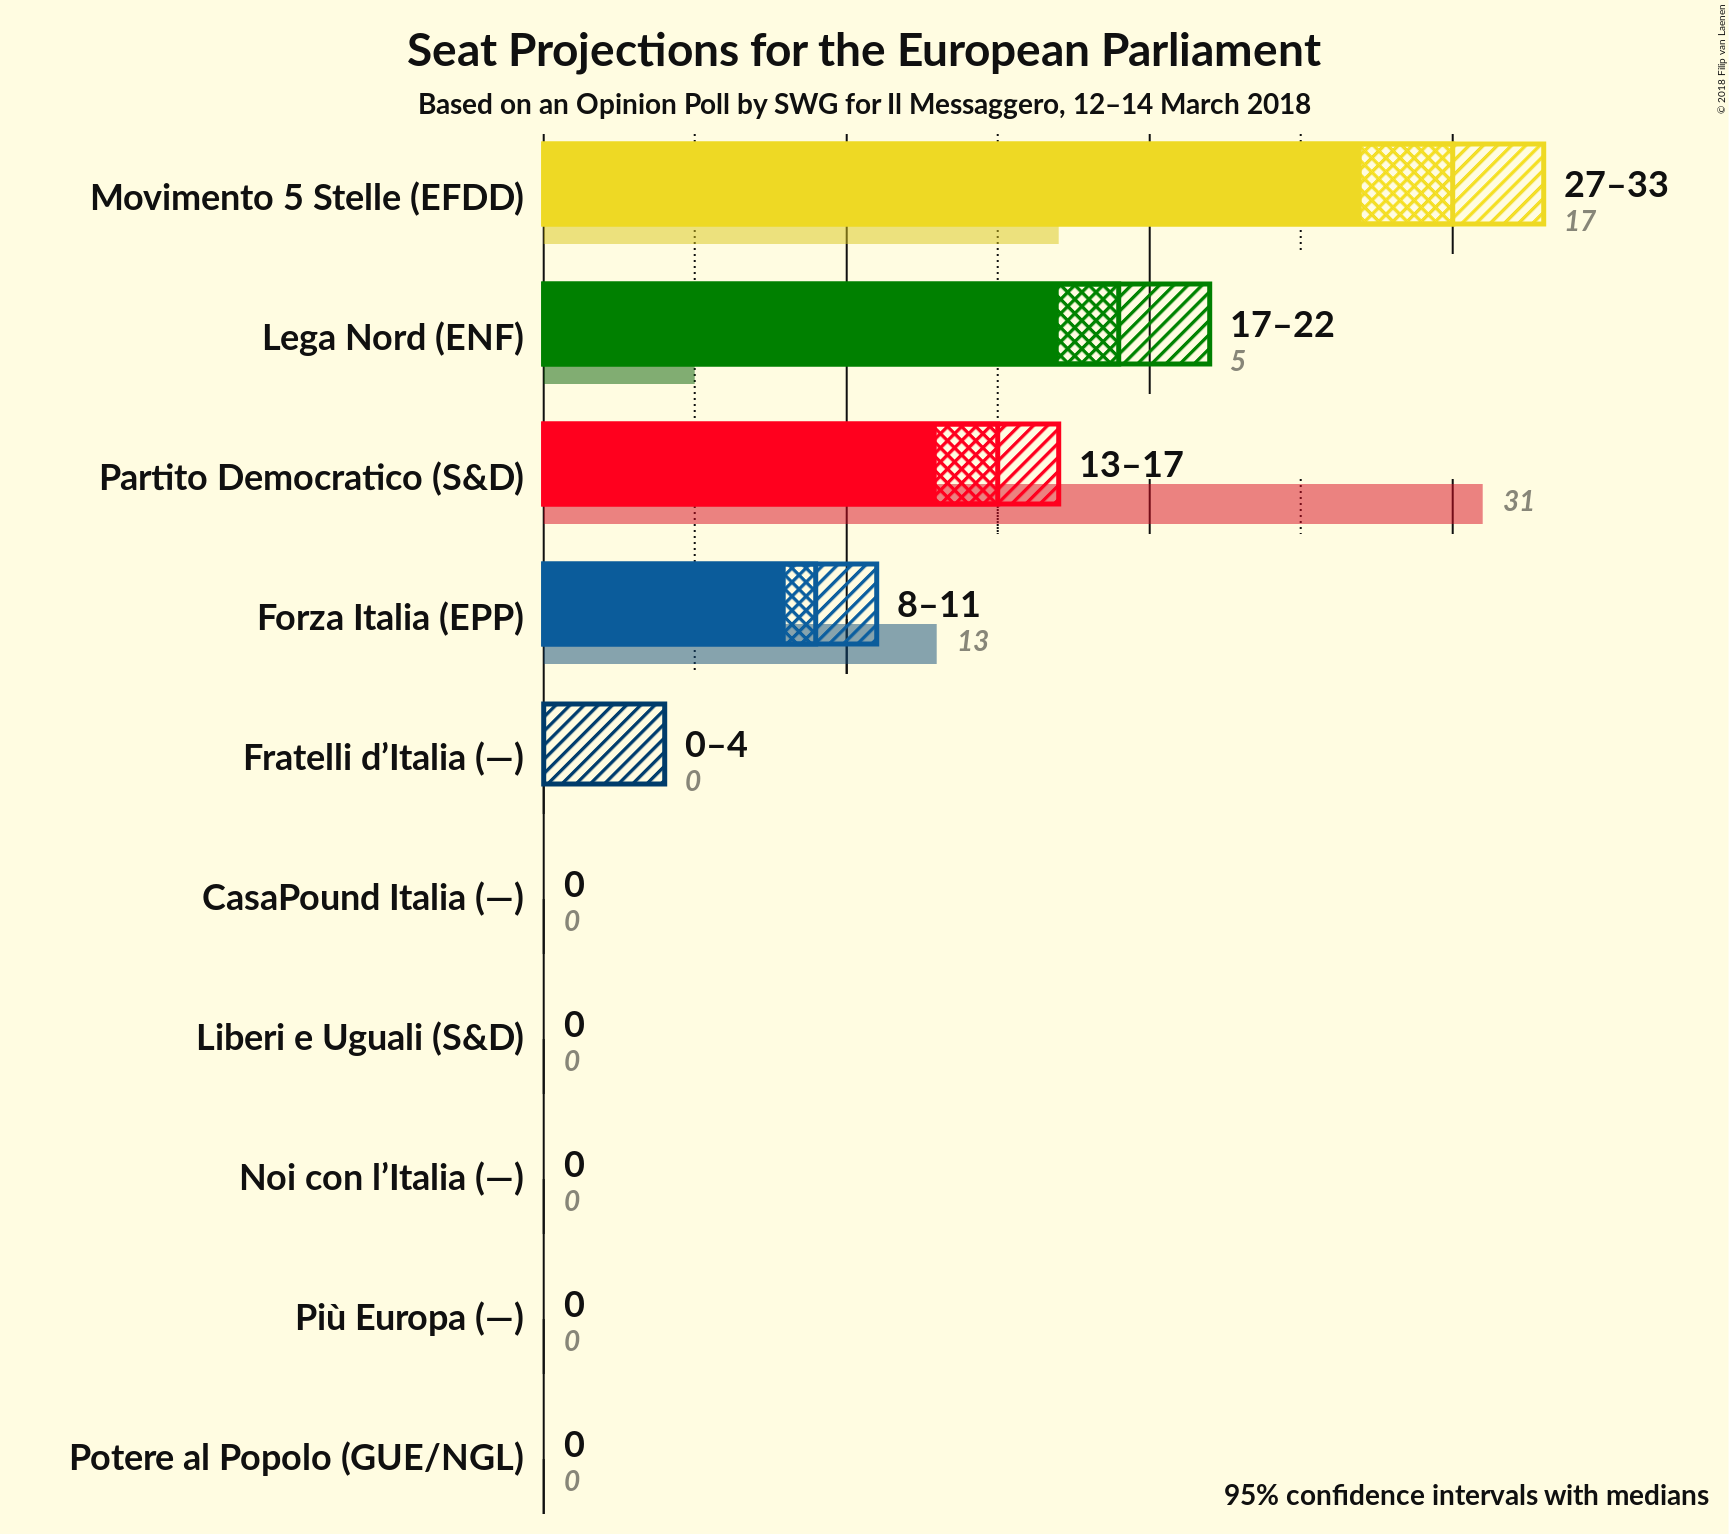 Seat Projections for the European Parliament
Based on an Opinion Poll by SWG for Il Messaggero, 12–14 March 2018
© 2018 Filip van Laenen
Movimento 5 Stelle (EFDD)
27–33
17
Lega Nord (ENF)
17–22
5
Partito Democratico (S&D)
13–17
31
Forza Italia (EPP)
8–11
13
Fratelli d’Italia (—)
0–4
0
CasaPound Italia (—)
0
0
Liberi e Uguali (S&D)
0
0
Noi con l’Italia (—)
0
0
Più Europa (—)
0
0
Potere al Popolo (GUE/NGL)
0
0
95% confidence intervals with medians